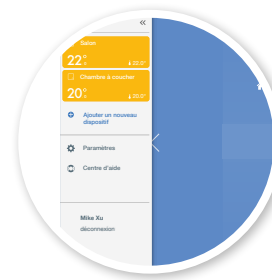 «
Salon
22°
22.0°
Chambre à coucher
20°
20.0°
Ajouter un nouveau
dispositif
Paramètres
Centre d'aide
Mike Xu
déconnexion